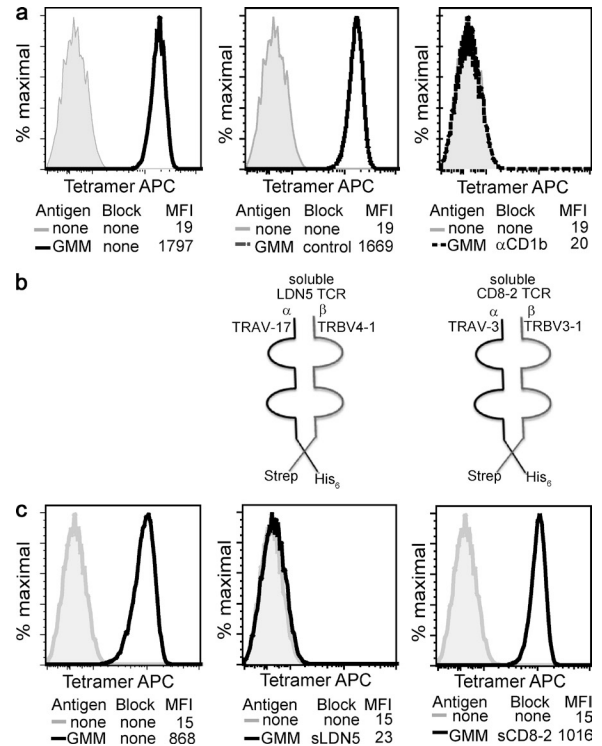 a
% maximal
Tetramer APC
Antigen Block MFI
none none 19
GMM none 1797
% maximal
Tetramer APC
Antigen Block MFI
none none 19
GMM control 1669
% maximal
Tetramer APC
Antigen Block MFI
none none 19
GMM αCD1b 20
b
soluble
LDN5 TCR
α β
TRAV-17 TRBV4-1
Strep His6
soluble
CD8-2 TCR
α β
TRAV-3 TRBV3-1
Strep His6
c
% maximal
Tetramer APC
Antigen Block MFI
none none 15
GMM none 868
% maximal
Tetramer APC
Antigen Block MFI
none none 15
GMM sLDN5 23
% maximal
Tetramer APC
Antigen Block MFI
none none 15
GMM sCD8-2 1016